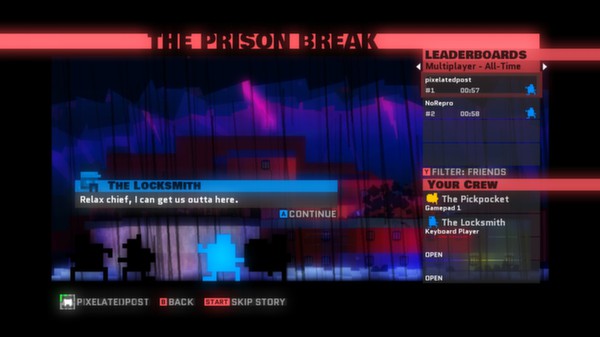 THE PRISON BREAK
LEADERBOARDS
Multiplayer - All-Time
pixelatedpost
#1 00:57
NoRepro
#2 00:58
Y FILTER: FRIENDS
YOUR CREW
The Pickpocket
Gamepad 1
The Locksmith
Keyboard Player
OPEN
OPEN
THE LOCKSMITH
Relax chief, I can get us outta here.
A CONTINUE
PIXELATEDPOST B BACK START SKIP STORY